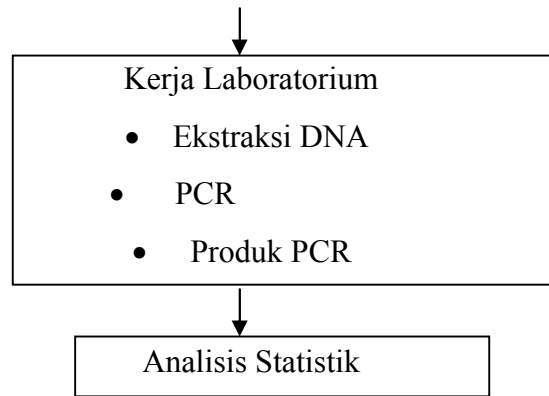 Kerja Laboratorium
• Ekstraksi DNA
• PCR
• Produk PCR
Analisis Statistik